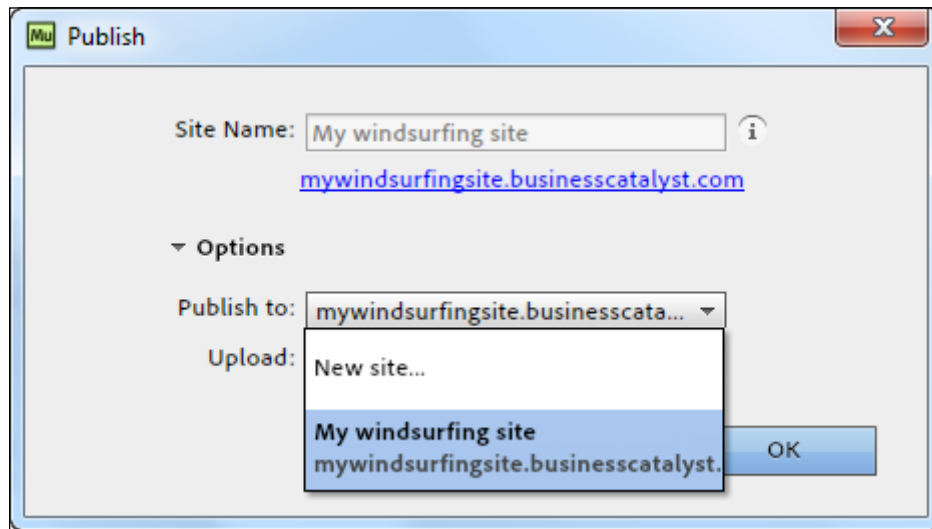 Mu Publish
Site Name: My windsurfing site i
mywindsurfingsite.businesscatalyst.com
Options
Publish to: mywindsurfingsite.businesscata...
Upload:
New site...
My windsurfing site
mywindsurfingsite.businesscatalyst.
OK